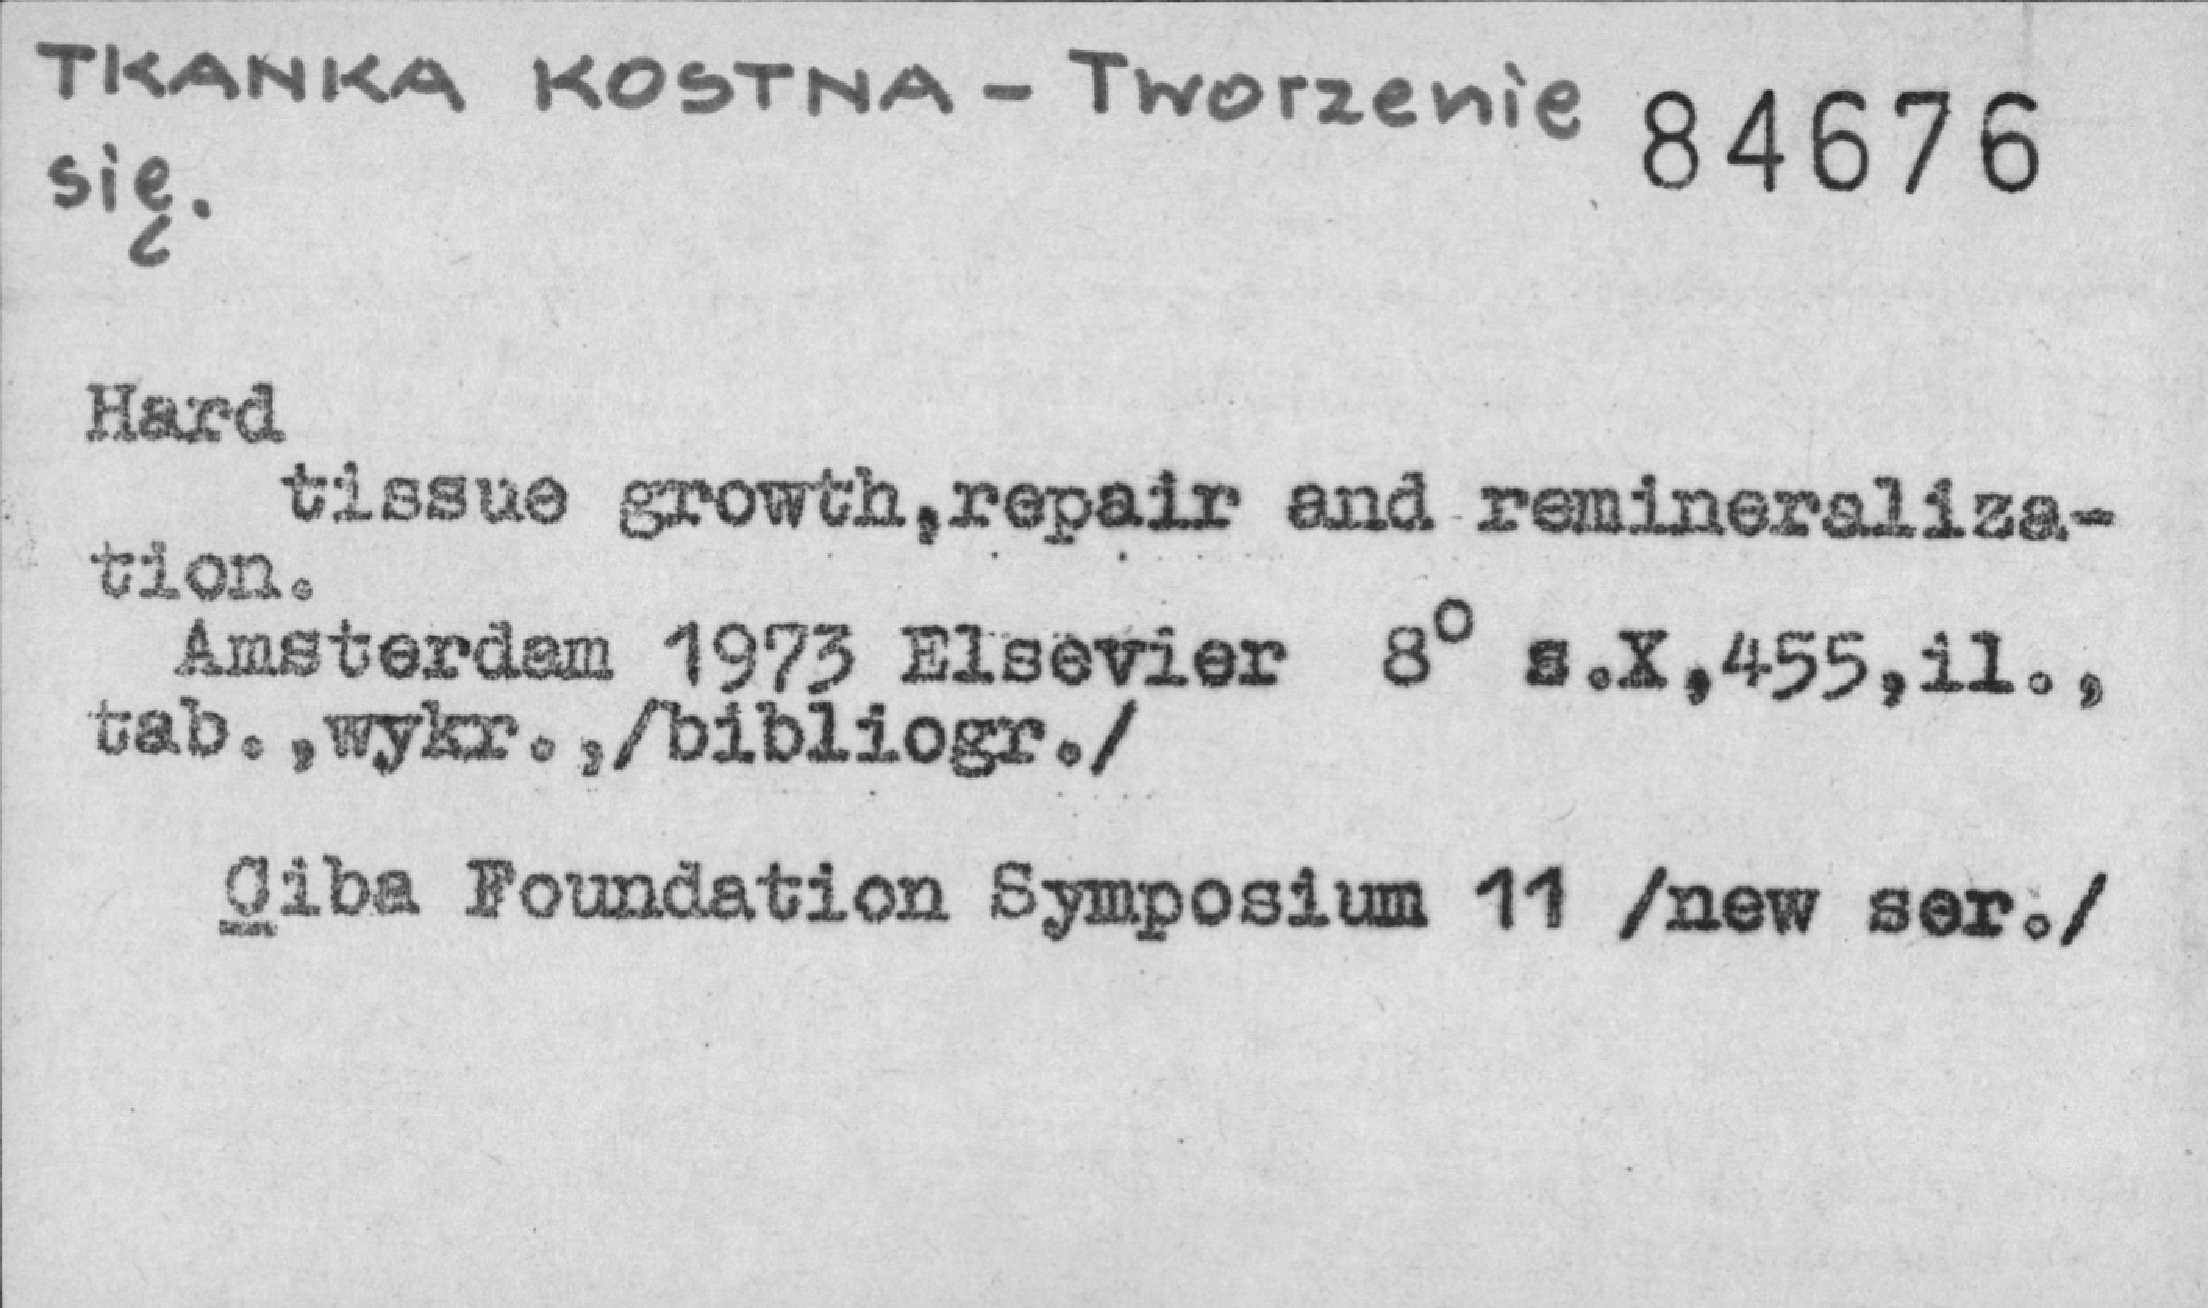 TKANKA KOSTNA - Tworzenie 84676
się.
Hard
tissue growth,repair and remineraliza-
tion.
Amsterdam 1973 Elsevier 8° s.X,455,il.,
tab.,wykr.,/bibliogr./
Ciba Foundation Symposium 11 /new ser./